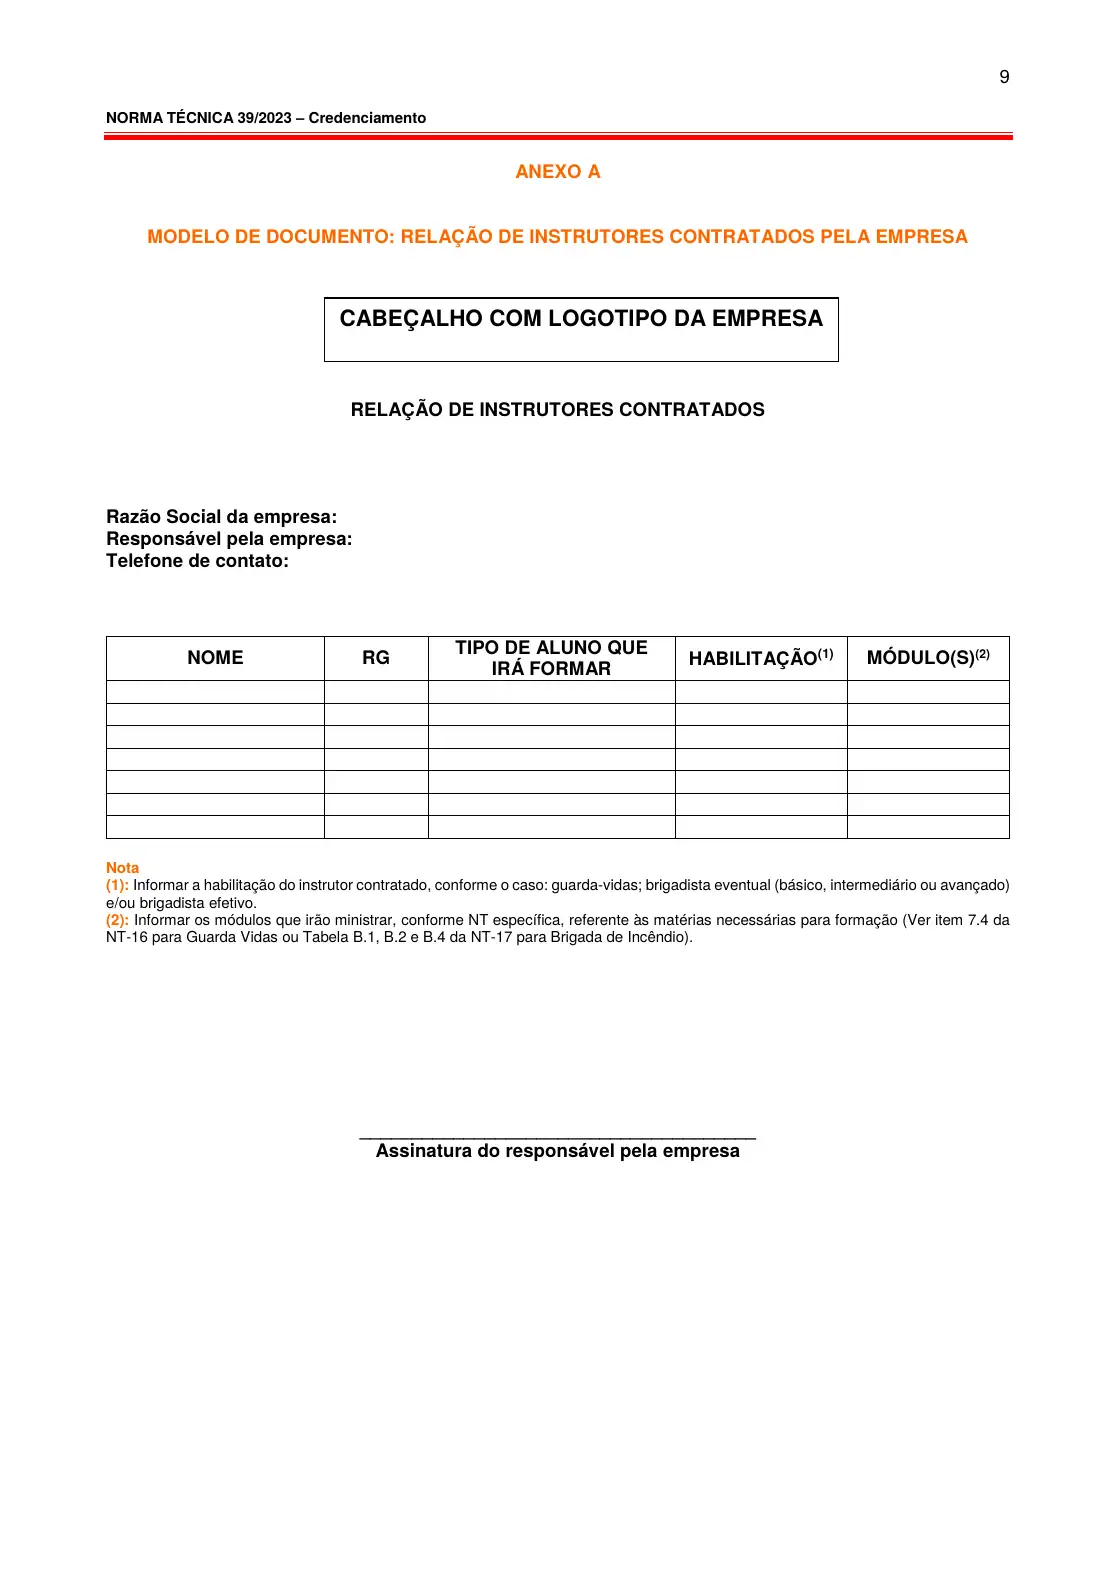 9
NORMA TÉCNICA 39/2023 – Credenciamento
ANEXO A
MODELO DE DOCUMENTO: RELAÇÃO DE INSTRUTORES CONTRATADOS PELA EMPRESA
CABEÇALHO COM LOGOTIPO DA EMPRESA
RELAÇÃO DE INSTRUTORES CONTRATADOS
Razão Social da empresa:
Responsável pela empresa:
Telefone de contato:
NOME RG TIPO DE ALUNO QUE IRÁ FORMAR HABILITAÇÃO(1) MÓDULO(S)(2)
Nota
(1): Informar a habilitação do instrutor contratado, conforme o caso: guarda-vidas; brigadista eventual (básico, intermediário ou avançado)
e/ou brigadista efetivo.
(2): Informar os módulos que irão ministrar, conforme NT específica, referente às matérias necessárias para formação (Ver item 7.4 da
NT-16 para Guarda Vidas ou Tabela B.1, B.2 e B.4 da NT-17 para Brigada de Incêndio).
Assinatura do responsável pela empresa